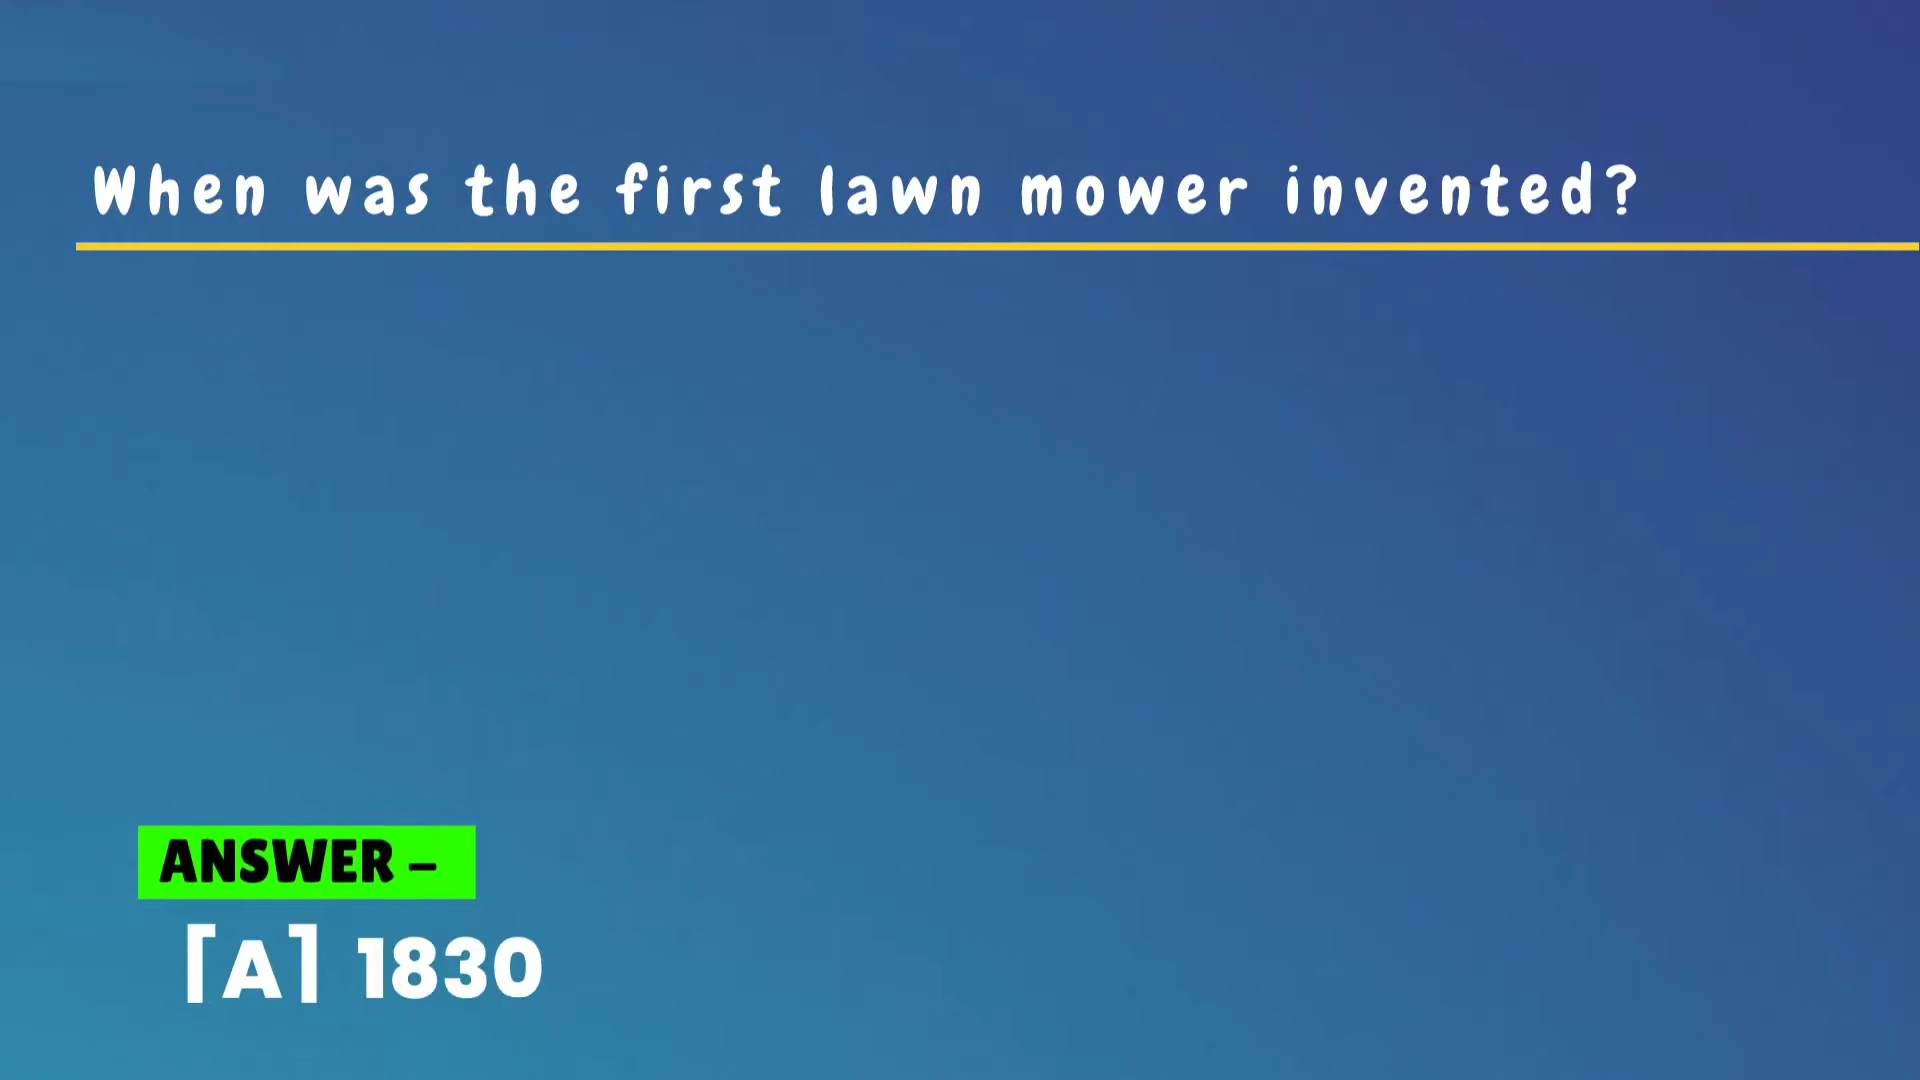 When was the first lawn mower invented?
ANSWER –
[A] 1830